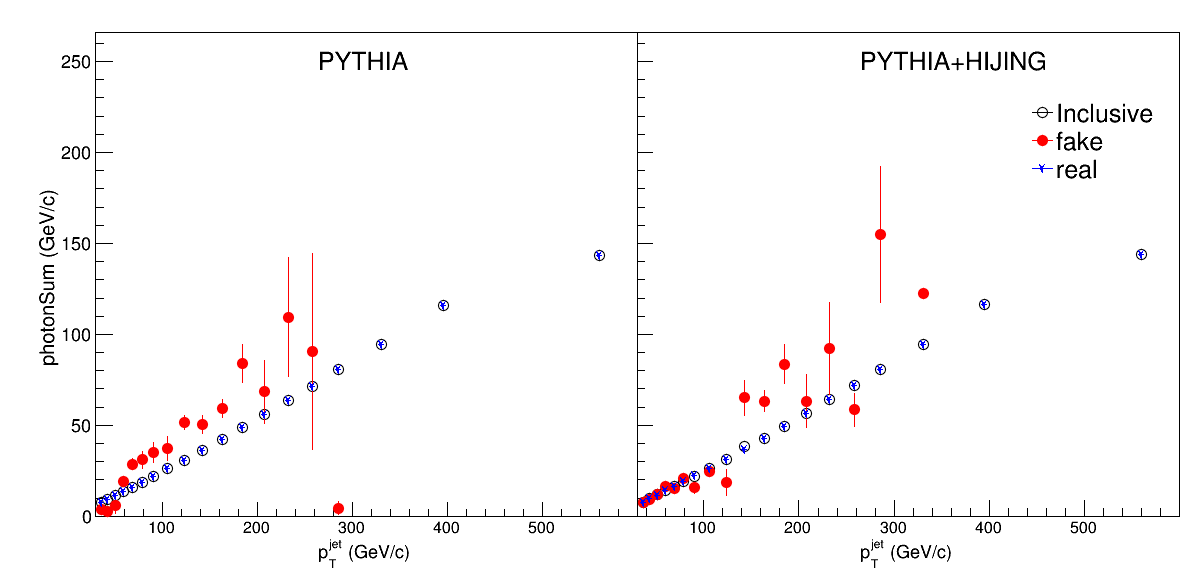 PYTHIA
PYTHIA+HIJING
Inclusive
fake
real
photonSum (GeV/c)
250
200
150
100
50
0
100 200 300 400 500
100 200 300 400 500
p_T^jet (GeV/c)
p_T^jet (GeV/c)